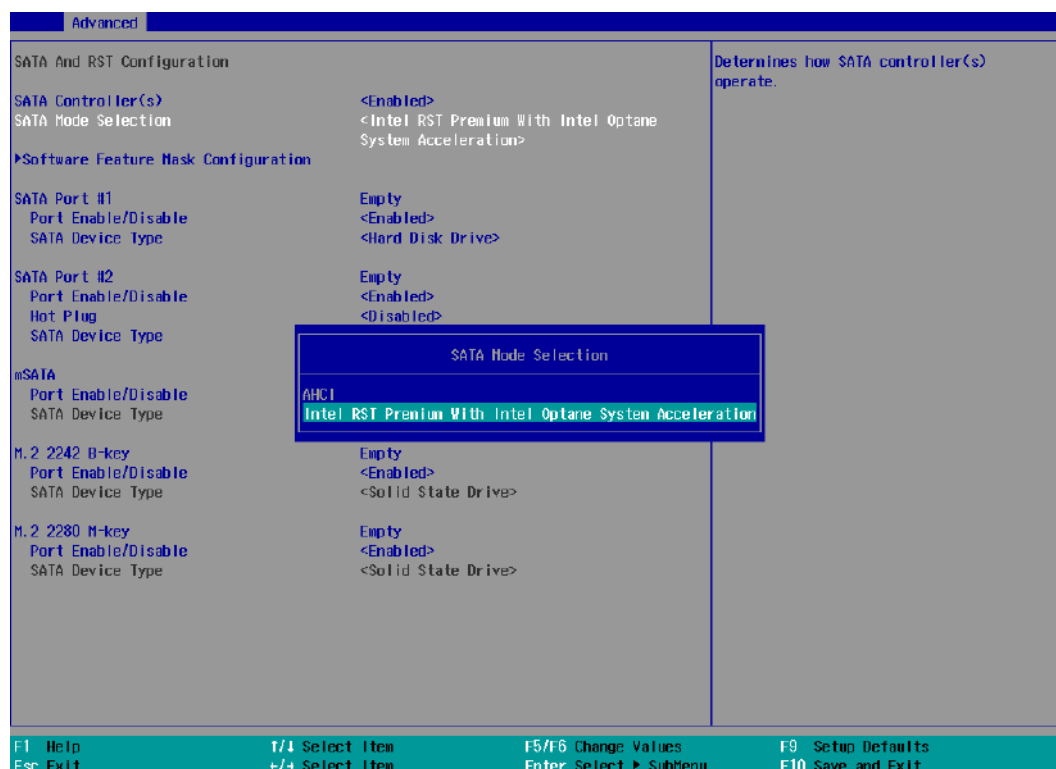 Advanced
SATA And RST Configuration
Determines how SATA controller(s)
operate.
SATA Controller(s) <Enabled>
SATA Mode Selection <Intel RST Premium With Intel Optane
System Acceleration>
▶Software Feature Mask Configuration
SATA Port #1 Empty
Port Enable/Disable <Enabled>
SATA Device Type <Hard Disk Drive>
SATA Port #2 Empty
Port Enable/Disable <Enabled>
Hot Plug <Disabled>
SATA Device Type
mSATA
Port Enable/Disable
SATA Device Type
SATA Mode Selection
AHCI
Intel RST Premium With Intel Optane System Acceleration
M.2 2242 B-key Empty
Port Enable/Disable <Enabled>
SATA Device Type <Solid State Drive>
M.2 2280 M-key Empty
Port Enable/Disable <Enabled>
SATA Device Type <Solid State Drive>
F1 Help ↑/↓ Select Item F5/F6 Change Values F9 Setup Defaults
Esc Exit ←/→ Select Item Enter Select ▶ SubMenu F10 Save and Exit